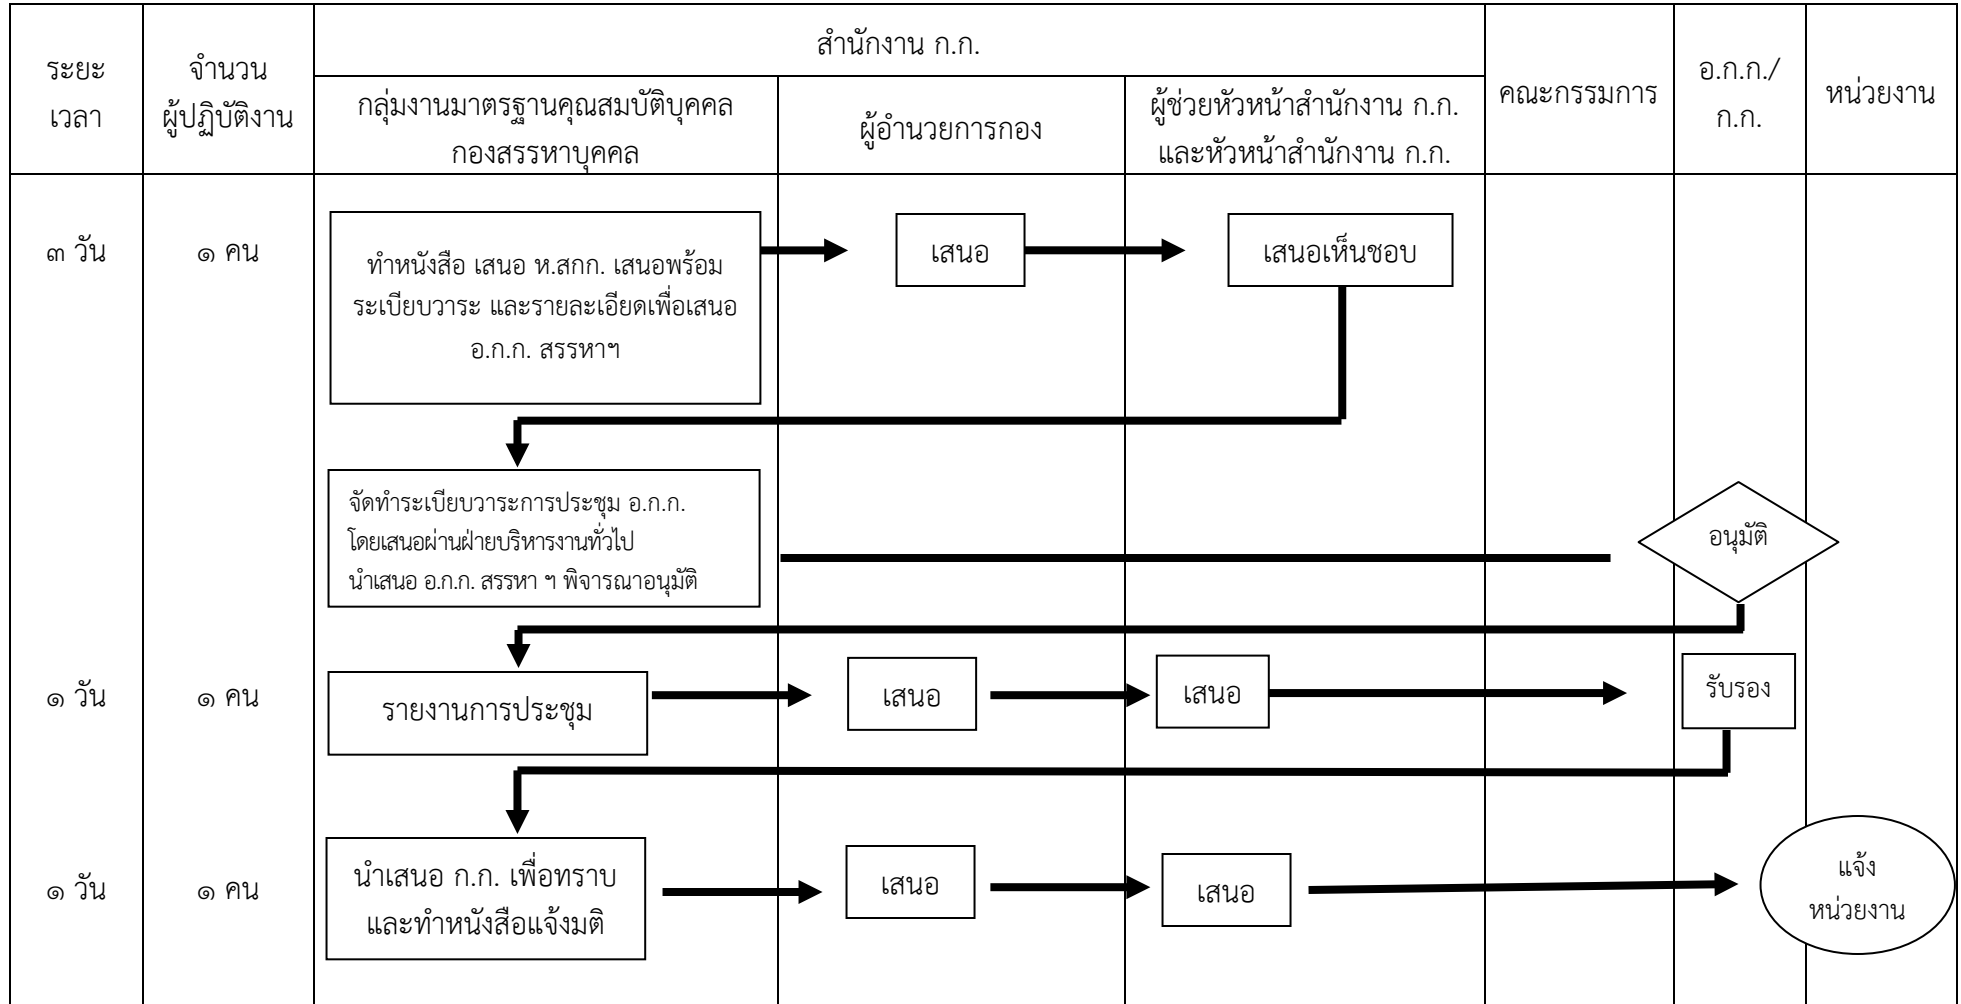 ระยะ
เวลา
จำนวน
ผู้ปฏิบัติงาน
สำนักงาน ก.ก.
กลุ่มงานมาตรฐานคุณสมบัติบุคคล
กองสรรหาบุคคล
ผู้อำนวยการกอง
ผู้ช่วยหัวหน้าสำนักงาน ก.ก.
และหัวหน้าสำนักงาน ก.ก.
คณะกรรมการ
อ.ก.ก./
ก.ก.
หน่วยงาน
๓ วัน
๑ คน
ทำหนังสือ เสนอ ห.สกก. เสนอพร้อม
ระเบียบวาระ และรายละเอียดเพื่อเสนอ
อ.ก.ก. สรรหาฯ
เสนอ
เสนอเห็นชอบ
จัดทำระเบียบวาระการประชุม อ.ก.ก.
โดยเสนอผ่านฝ่ายบริหารงานทั่วไป
นำเสนอ อ.ก.ก. สรรหา ฯ พิจารณาอนุมัติ
อนุมัติ
๑ วัน
๑ คน
รายงานการประชุม
เสนอ
เสนอ
รับรอง
๑ วัน
๑ คน
นำเสนอ ก.ก. เพื่อทราบ
และทำหนังสือแจ้งมติ
เสนอ
เสนอ
แจ้ง
หน่วยงาน